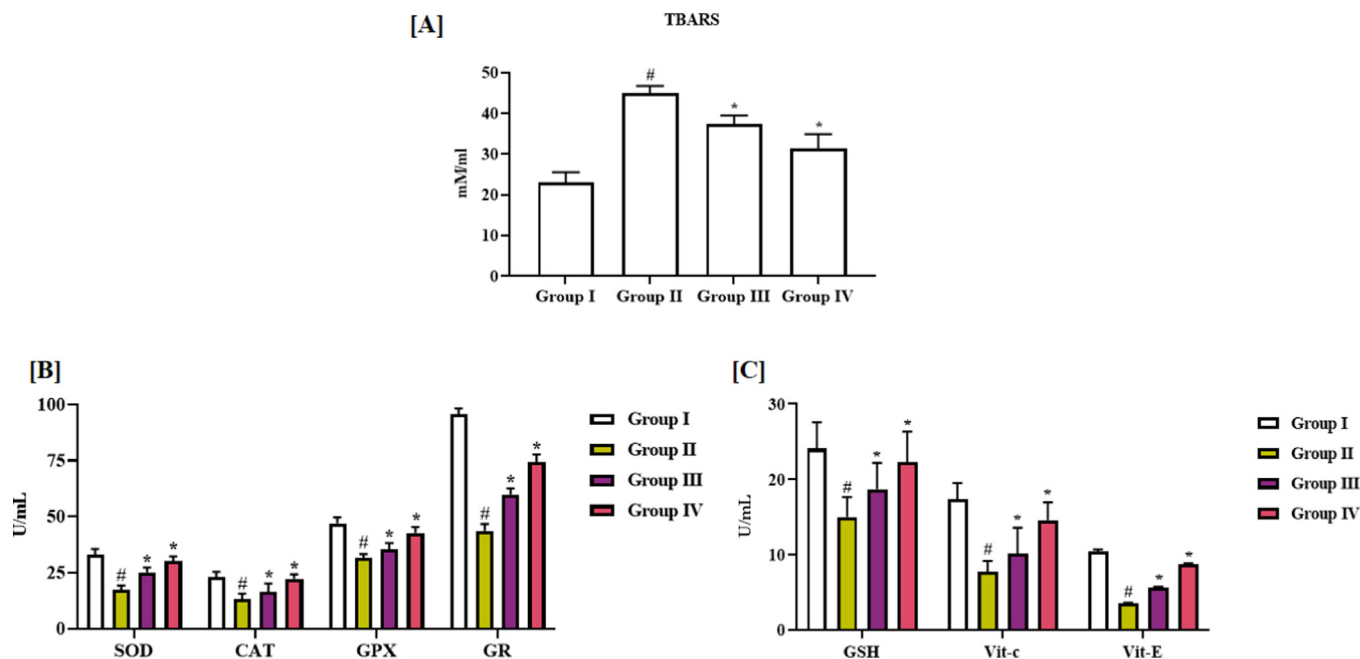 [A]
TBARS
50
40
30
20
10
0
mM/ml
#
*
*
Group I Group II Group III Group IV
[B]
100
75
50
25
0
U/mL
# * *
# * *
# * *
# * *
SOD CAT GPX GR
Group I
Group II
Group III
Group IV
[C]
30
20
10
0
U/mL
# * *
# * *
# * *
GSH Vit-c Vit-E
Group I
Group II
Group III
Group IV